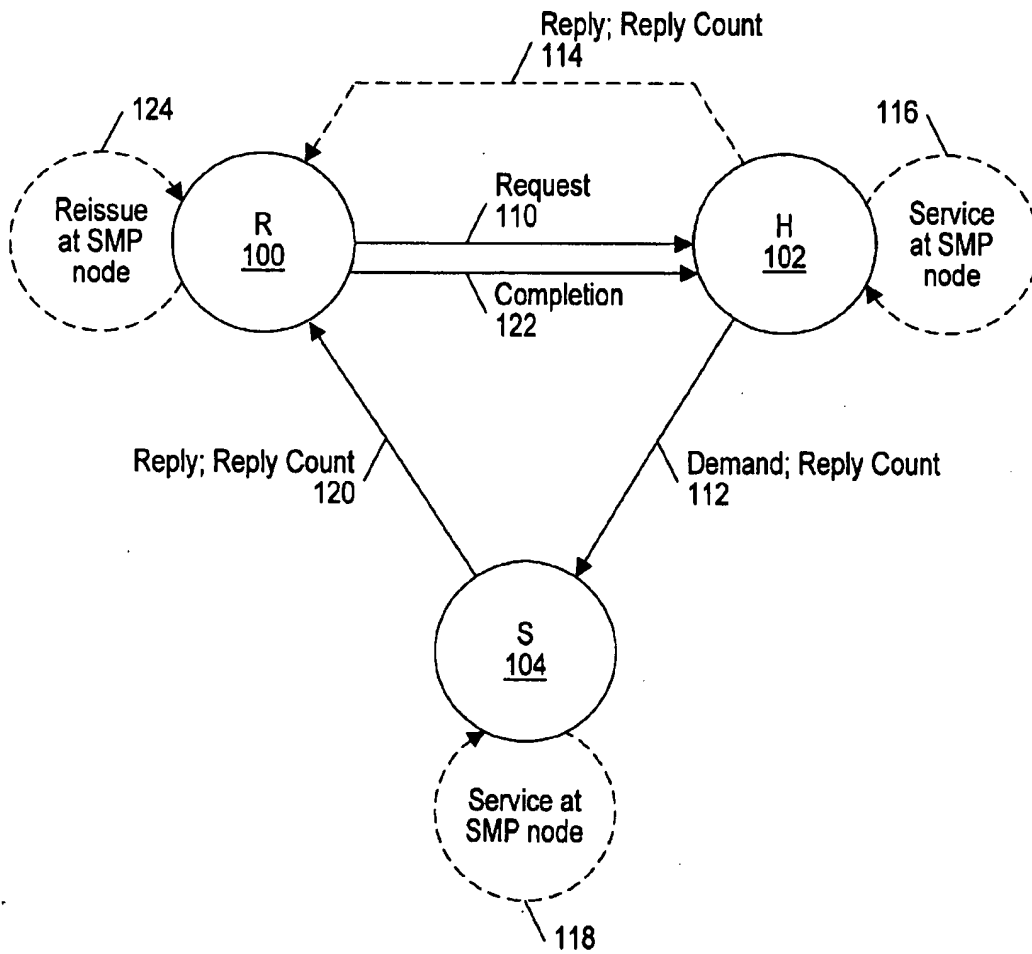 Reply; Reply Count
114
124
116
Reissue
at SMP
node
R
100
Request
110
H
102
Service
at SMP
node
Completion
122
Reply; Reply Count
120
Demand; Reply Count
112
S
104
Service at
SMP node
118